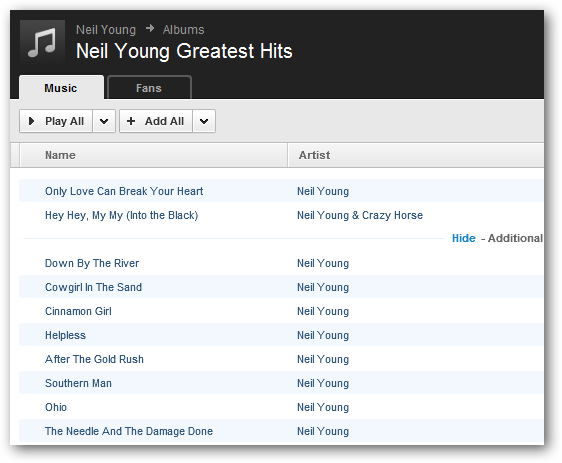 Neil Young → Albums
Neil Young Greatest Hits
Music Fans
Play All Add All
Name Artist
Only Love Can Break Your Heart Neil Young
Hey Hey, My My (Into the Black) Neil Young & Crazy Horse
Hide - Additional
Down By The River Neil Young
Cowgirl In The Sand Neil Young
Cinnamon Girl Neil Young
Helpless Neil Young
After The Gold Rush Neil Young
Southern Man Neil Young
Ohio Neil Young
The Needle And The Damage Done Neil Young